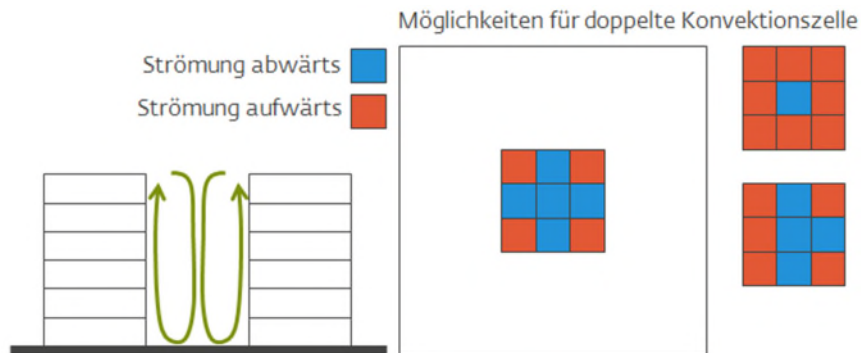 Möglichkeiten für doppelte Konvektionszelle
Strömung abwärts
Strömung aufwärts